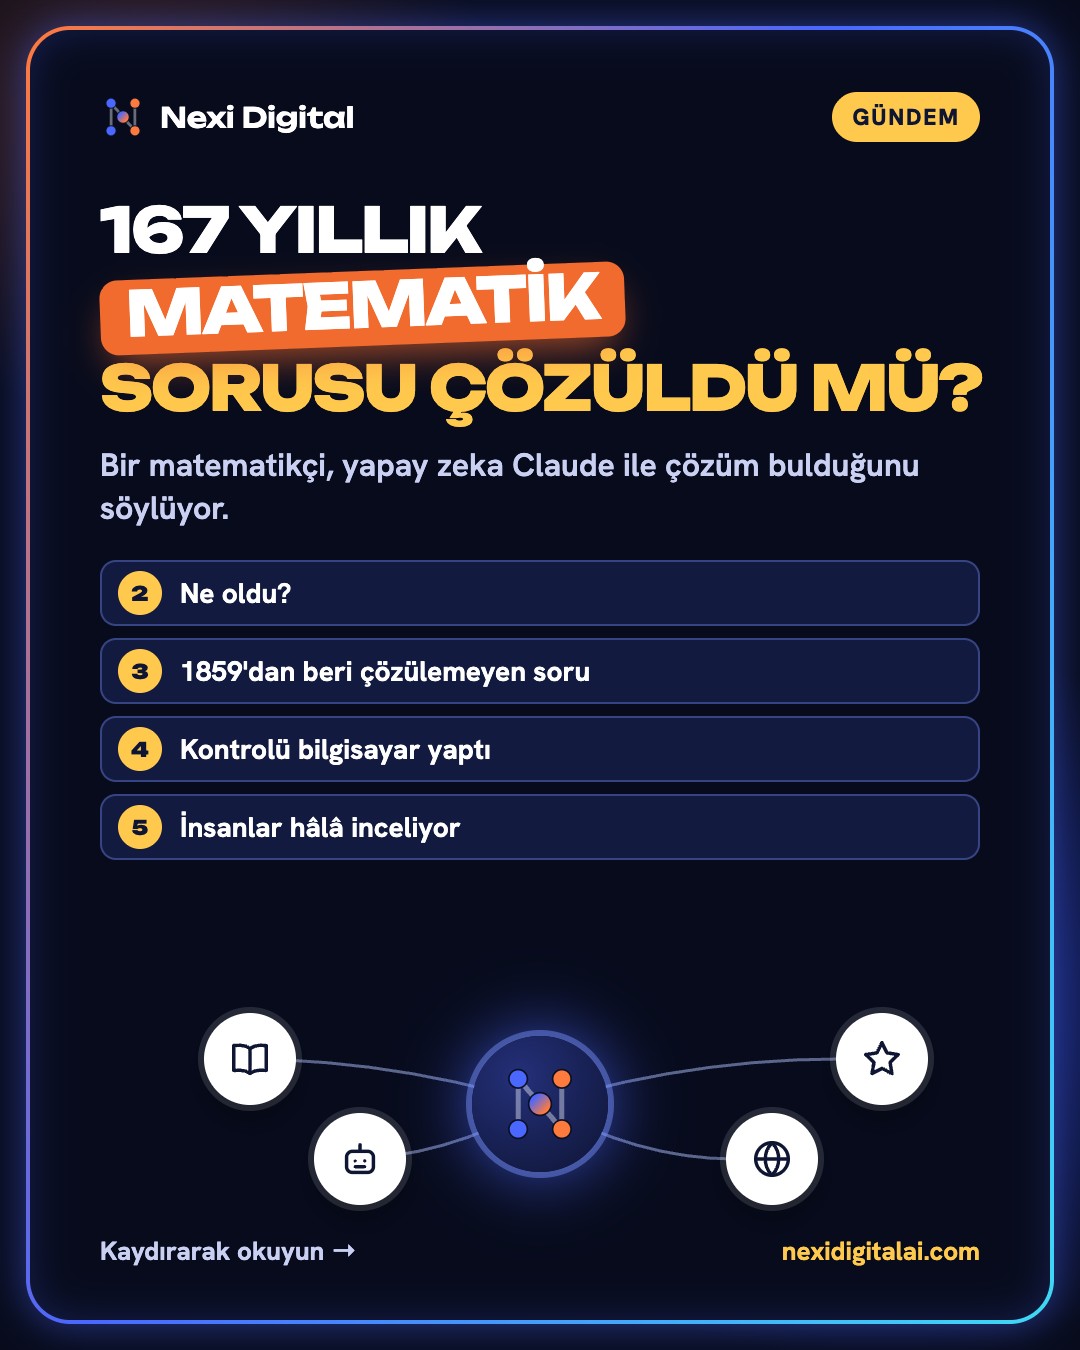 Nexi Digital
GÜNDEM
167 YILLIK
MATEMATİK
SORUSU ÇÖZÜLDÜ MÜ?
Bir matematikçi, yapay zeka Claude ile çözüm bulduğunu
söylüyor.
2 Ne oldu?
3 1859'dan beri çözülemeyen soru
4 Kontrolü bilgisayar yaptı
5 İnsanlar hâlâ inceliyor
Kaydırarak okuyun →
nexidigitalai.com